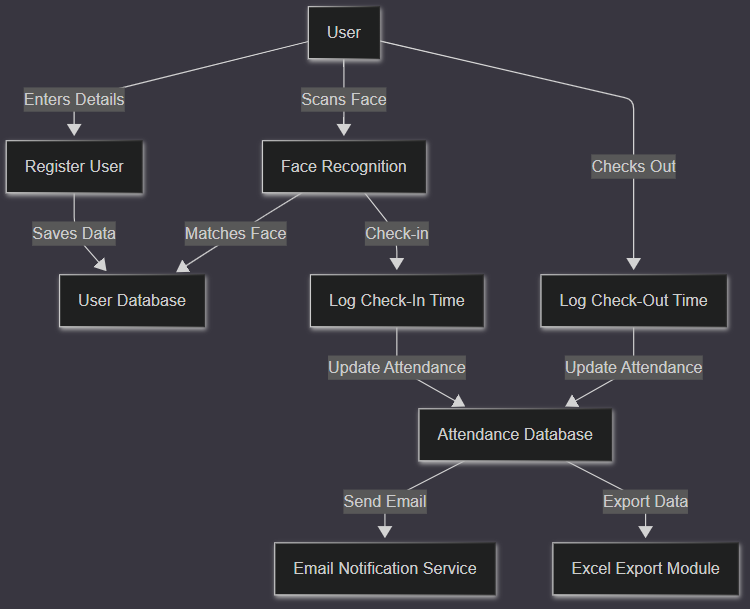 User
Enters Details
Scans Face
Register User
Face Recognition
Checks Out
Saves Data
Matches Face
Check-in
User Database
Log Check-In Time
Log Check-Out Time
Update Attendance
Update Attendance
Attendance Database
Send Email
Export Data
Email Notification Service
Excel Export Module